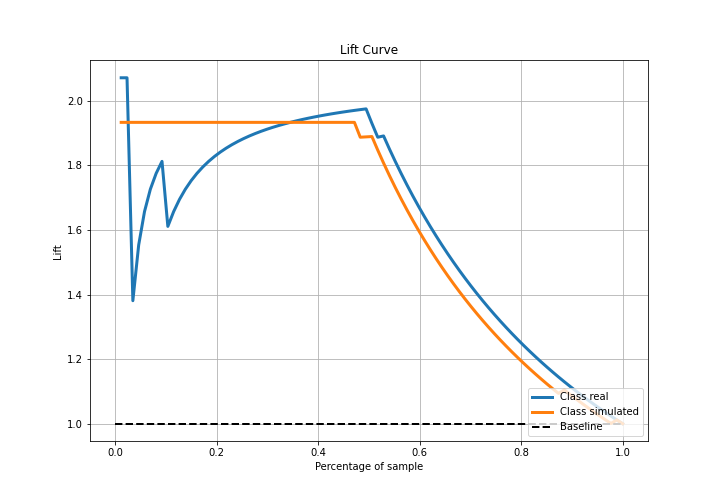 Lift Curve
2.0
1.8
1.6
1.4
1.2
1.0
Lift
0.0 0.2 0.4 0.6 0.8 1.0
Percentage of sample
Class real
Class simulated
Baseline